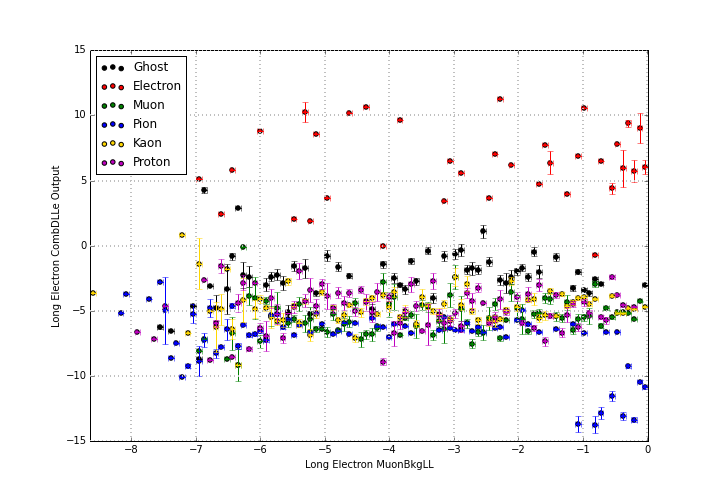 15
10
5
0
−5
−10
−15
Long Electron CombDLLe Output
Ghost
Electron
Muon
Pion
Kaon
Proton
−8 −7 −6 −5 −4 −3 −2 −1 0
Long Electron MuonBkgLL